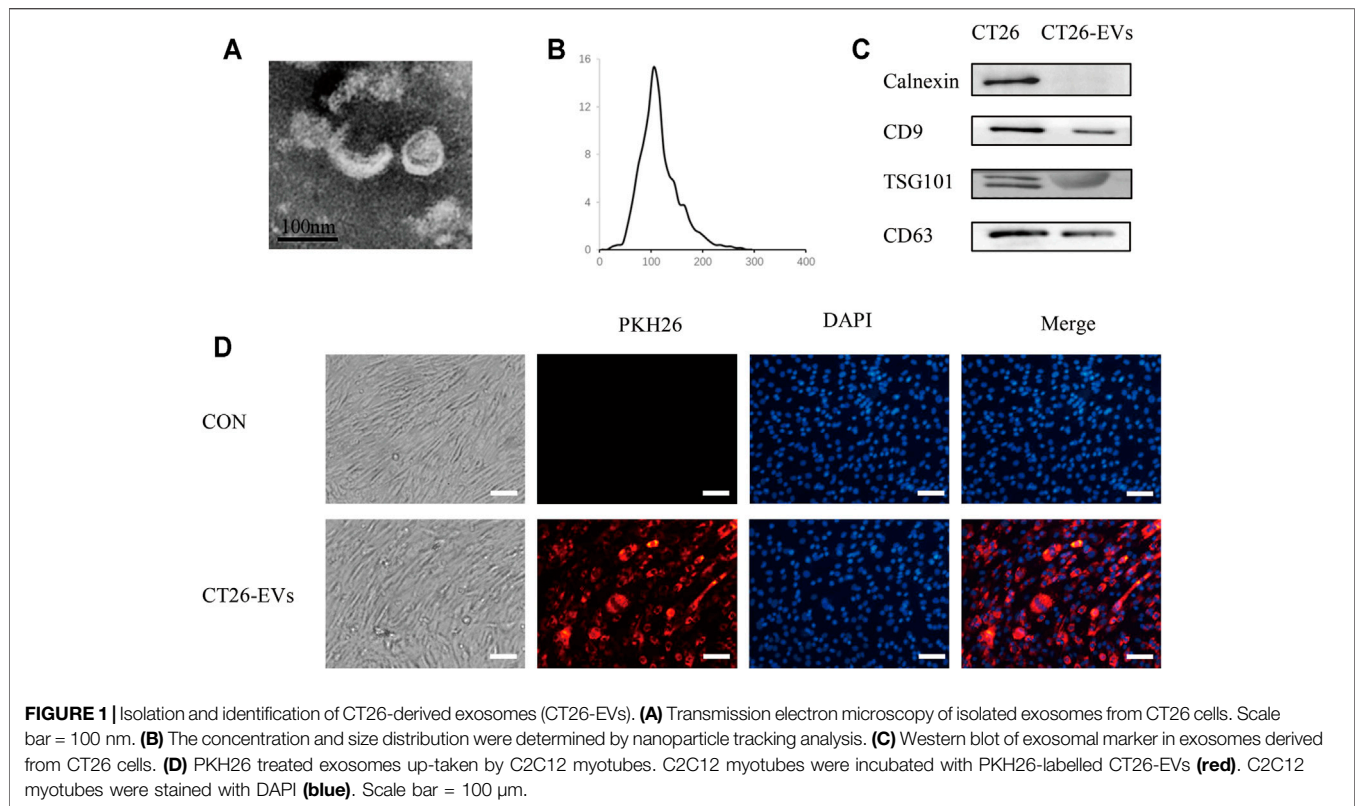 A
100nm
B
16
12
8
4
0
0 100 200 300 400
C
CT26 CT26-EVs
Calnexin
CD9
TSG101
CD63
D
PKH26 DAPI Merge
CON
CT26-EVs
FIGURE 1 | Isolation and identification of CT26-derived exosomes (CT26-EVs). (A) Transmission electron microscopy of isolated exosomes from CT26 cells. Scale
bar = 100 nm. (B) The concentration and size distribution were determined by nanoparticle tracking analysis. (C) Western blot of exosomal marker in exosomes derived
from CT26 cells. (D) PKH26 treated exosomes up-taken by C2C12 myotubes. C2C12 myotubes were incubated with PKH26-labelled CT26-EVs (red). C2C12
myotubes were stained with DAPI (blue). Scale bar = 100 µm.